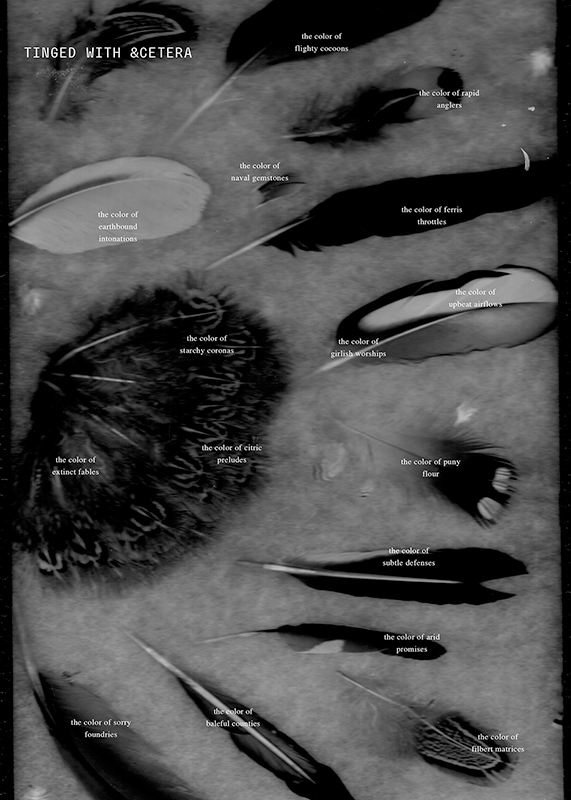 TINGED WITH &CETERA
the color of
flighty cocoons
the color of rapid
anglers
the color of
naval gemstones
the color of
earthbound
intonations
the color of ferris
throttles
the color of
upbeat airflows
the color of
starchy coronas
the color of
girlish worships
the color of
extinct fables
the color of citric
preludes
the color of puny
flour
the color of
subtle defenses
the color of arid
promises
the color of sorry
foundries
the color of
baleful counties
the color of
filbert matrices